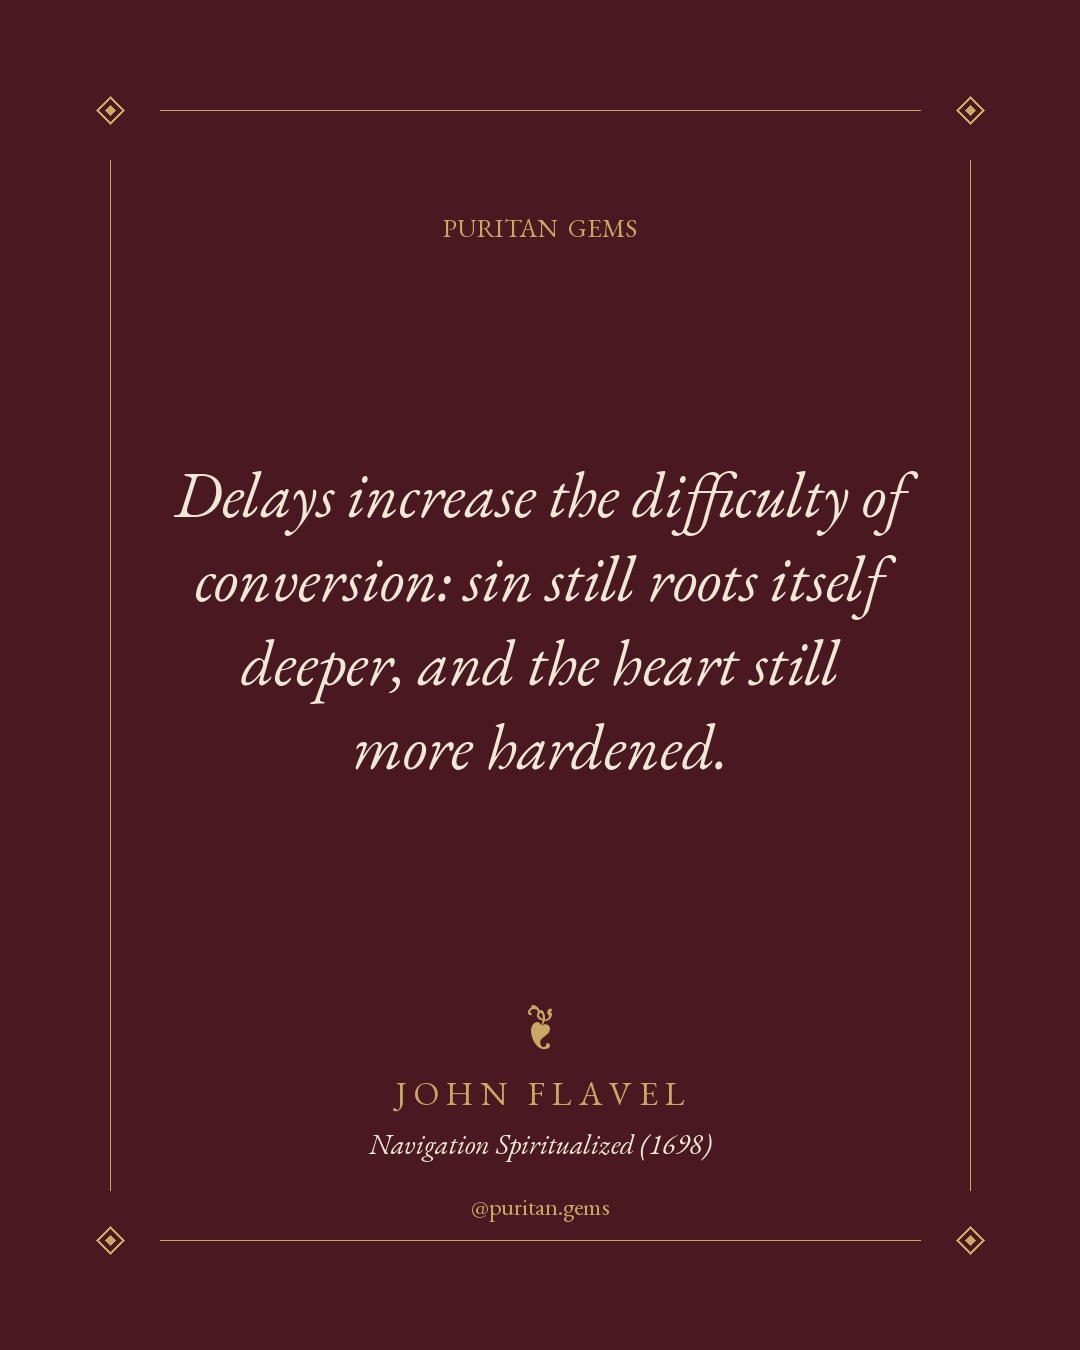 PURITAN GEMS
Delays increase the difficulty of
conversion: sin still roots itself
deeper, and the heart still
more hardened.
JOHN FLAVEL
Navigation Spiritualized (1698)
@puritan.gems